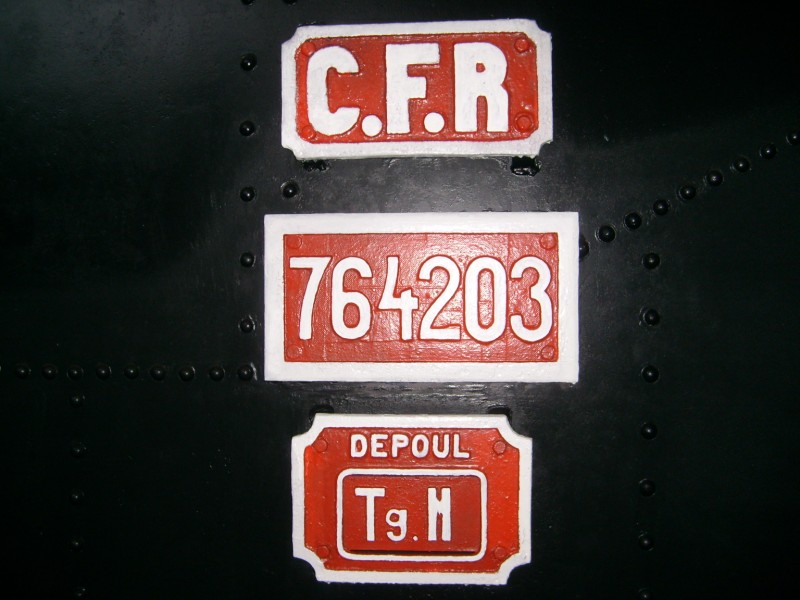 C.F.R
764203
DEPOUL
Tg.M